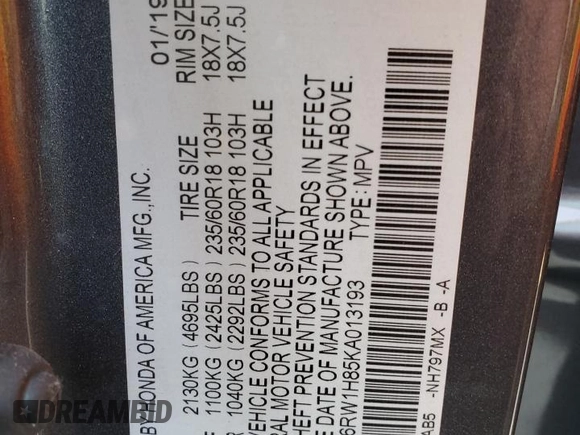 BY HONDA OF AMERICA MFG.,INC. 01/'19
TIRE SIZE RIM SIZE
2130KG (4695LBS)
1100KG (2425LBS) 235/60R18 103H 18X7.5J
1040KG (2292LBS) 235/60R18 103H 18X7.5J
VEHICLE CONFORMS TO ALL APPLICABLE
MOTOR VEHICLE SAFETY
THEFT PREVENTION STANDARDS IN EFFECT
DATE OF MANUFACTURE SHOWN ABOVE.
6RW1H85KA013193 TYPE: MPV
-NH797MX -B -A
GREDMBID